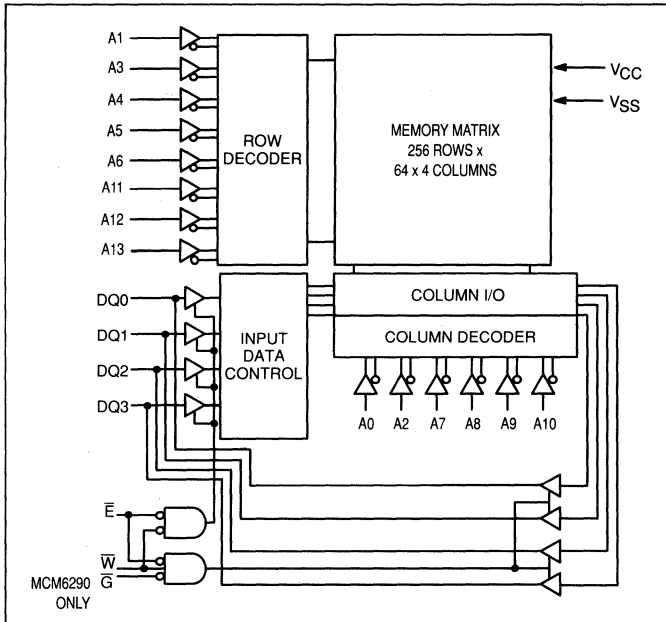 A1
A3
A4
A5
A6
A11
A12
A13
ROW
DECODER
MEMORY MATRIX
256 ROWS x
64 x 4 COLUMNS
VCC
VSS
DQ0
DQ1
DQ2
DQ3
INPUT
DATA
CONTROL
COLUMN I/O
COLUMN DECODER
A0 A2 A7 A8 A9 A10
E̅
W̅
G̅
MCM6290
ONLY